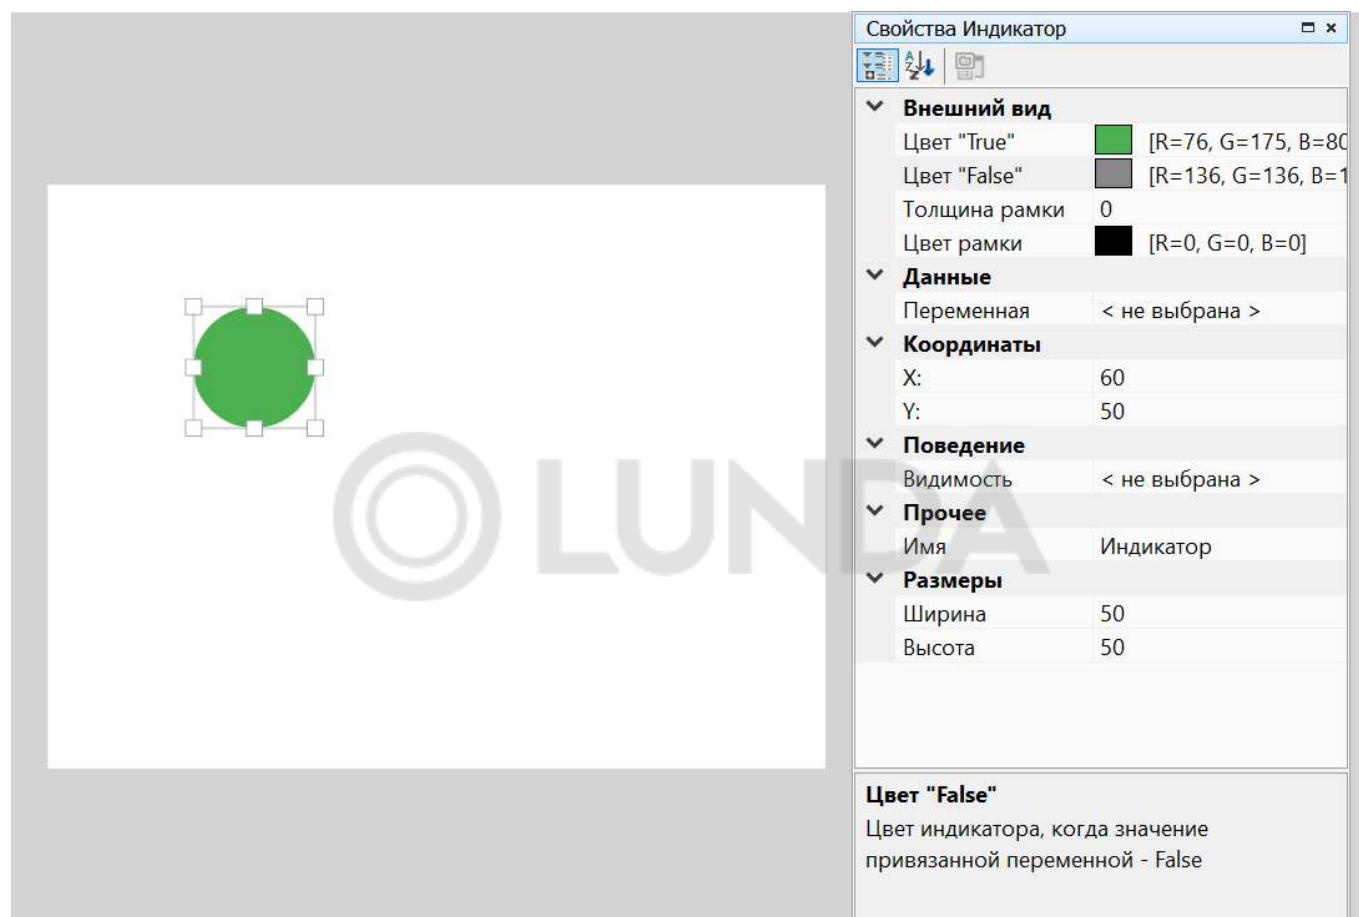 Свойства Индикатор
Внешний вид
Цвет "True" [R=76, G=175, B=80
Цвет "False" [R=136, G=136, B=1
Толщина рамки 0
Цвет рамки [R=0, G=0, B=0]
Данные
Переменная < не выбрана >
Координаты
X: 60
Y: 50
Поведение
Видимость < не выбрана >
Прочее
Имя Индикатор
Размеры
Ширина 50
Высота 50
LUNDA
Цвет "False"
Цвет индикатора, когда значение
привязанной переменной - False